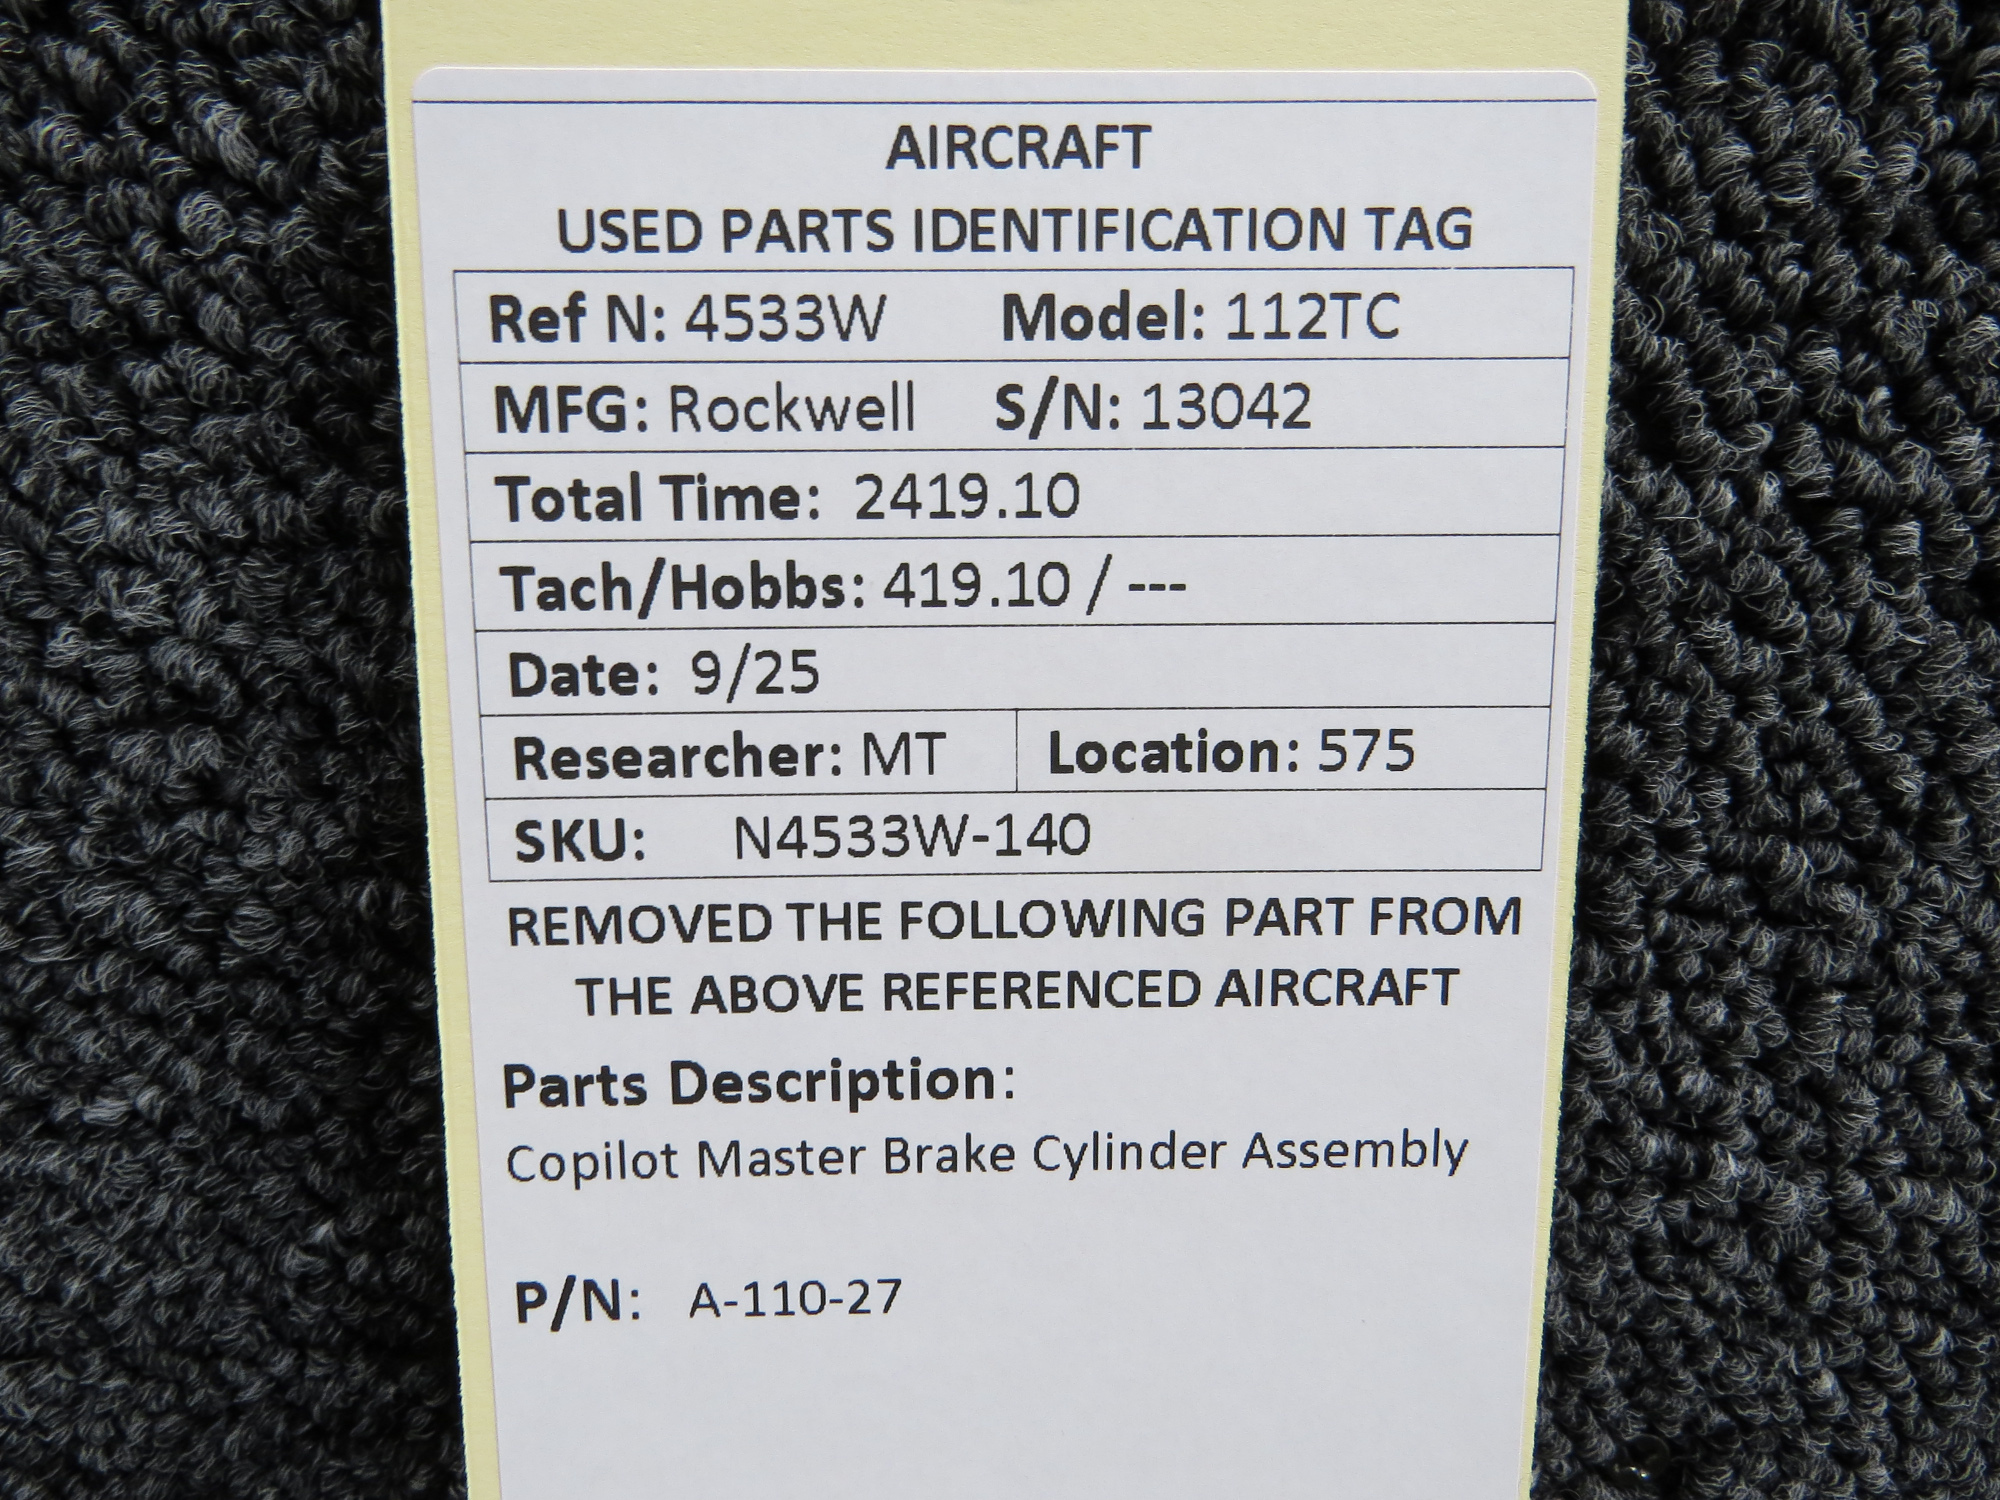 AIRCRAFT
USED PARTS IDENTIFICATION TAG
Ref N: 4533W Model: 112TC
MFG: Rockwell S/N: 13042
Total Time: 2419.10
Tach/Hobbs: 419.10 / ---
Date: 9/25
Researcher: MT Location: 575
SKU: N4533W-140
REMOVED THE FOLLOWING PART FROM
THE ABOVE REFERENCED AIRCRAFT
Parts Description:
Copilot Master Brake Cylinder Assembly
P/N: A-110-27